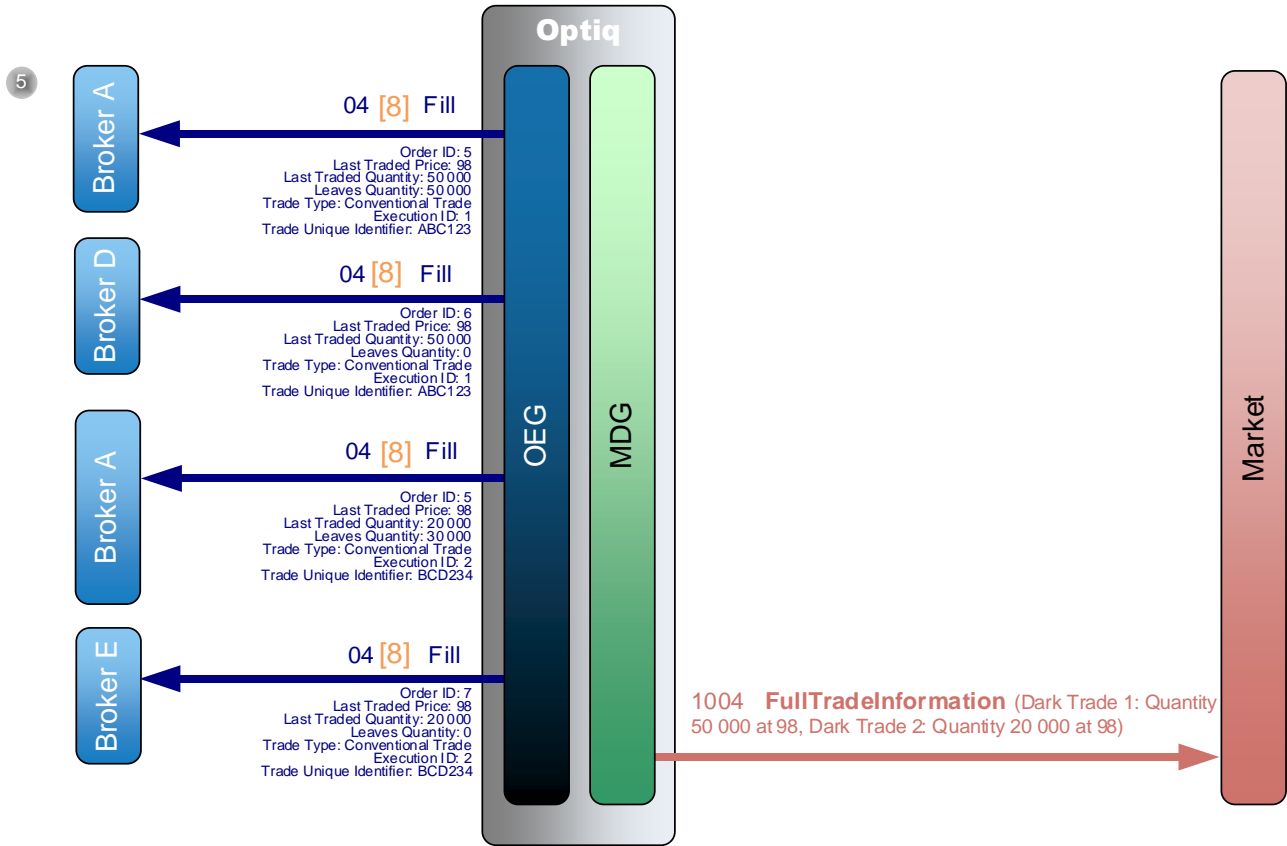 Optiq
5
Broker A
04 [8] Fill
Order ID: 5
Last Traded Price: 98
Last Traded Quantity: 50 000
Leaves Quantity: 50 000
Trade Type: Conventional Trade
Execution ID: 1
Trade Unique Identifier: ABC123
Broker D
04 [8] Fill
Order ID: 6
Last Traded Price: 98
Last Traded Quantity: 50 000
Leaves Quantity: 0
Trade Type: Conventional Trade
Execution ID: 1
Trade Unique Identifier: ABC123
Broker A
04 [8] Fill
Order ID: 5
Last Traded Price: 98
Last Traded Quantity: 20 000
Leaves Quantity: 30 000
Trade Type: Conventional Trade
Execution ID: 2
Trade Unique Identifier: BCD234
Broker E
04 [8] Fill
Order ID: 7
Last Traded Price: 98
Last Traded Quantity: 20 000
Leaves Quantity: 0
Trade Type: Conventional Trade
Execution ID: 2
Trade Unique Identifier: BCD234
OEG
MDG
1004 FullTradeInformation (Dark Trade 1: Quantity
50 000 at 98, Dark Trade 2: Quantity 20 000 at 98)
Market